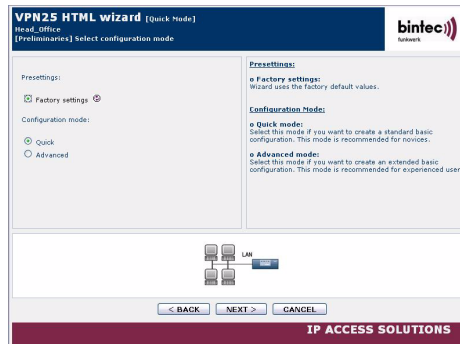 VPN25 HTML wizard [Quick Mode]
Head_Office
[Preliminaries] Select configuration mode
bintec
funkwerk
Presettings:
Factory settings
Configuration mode:
Quick
Advanced
Presettings:
o Factory settings:
Wizard uses the factory default values.
Configuration Mode:
o Quick mode:
Select this mode if you want to create a standard basic
configuration. This mode is recommended for novices.
o Advanced mode:
Select this mode if you want to create an extended basic
configuration. This mode is recommended for experienced user
LAN
< BACK
NEXT >
CANCEL
IP ACCESS SOLUTIONS